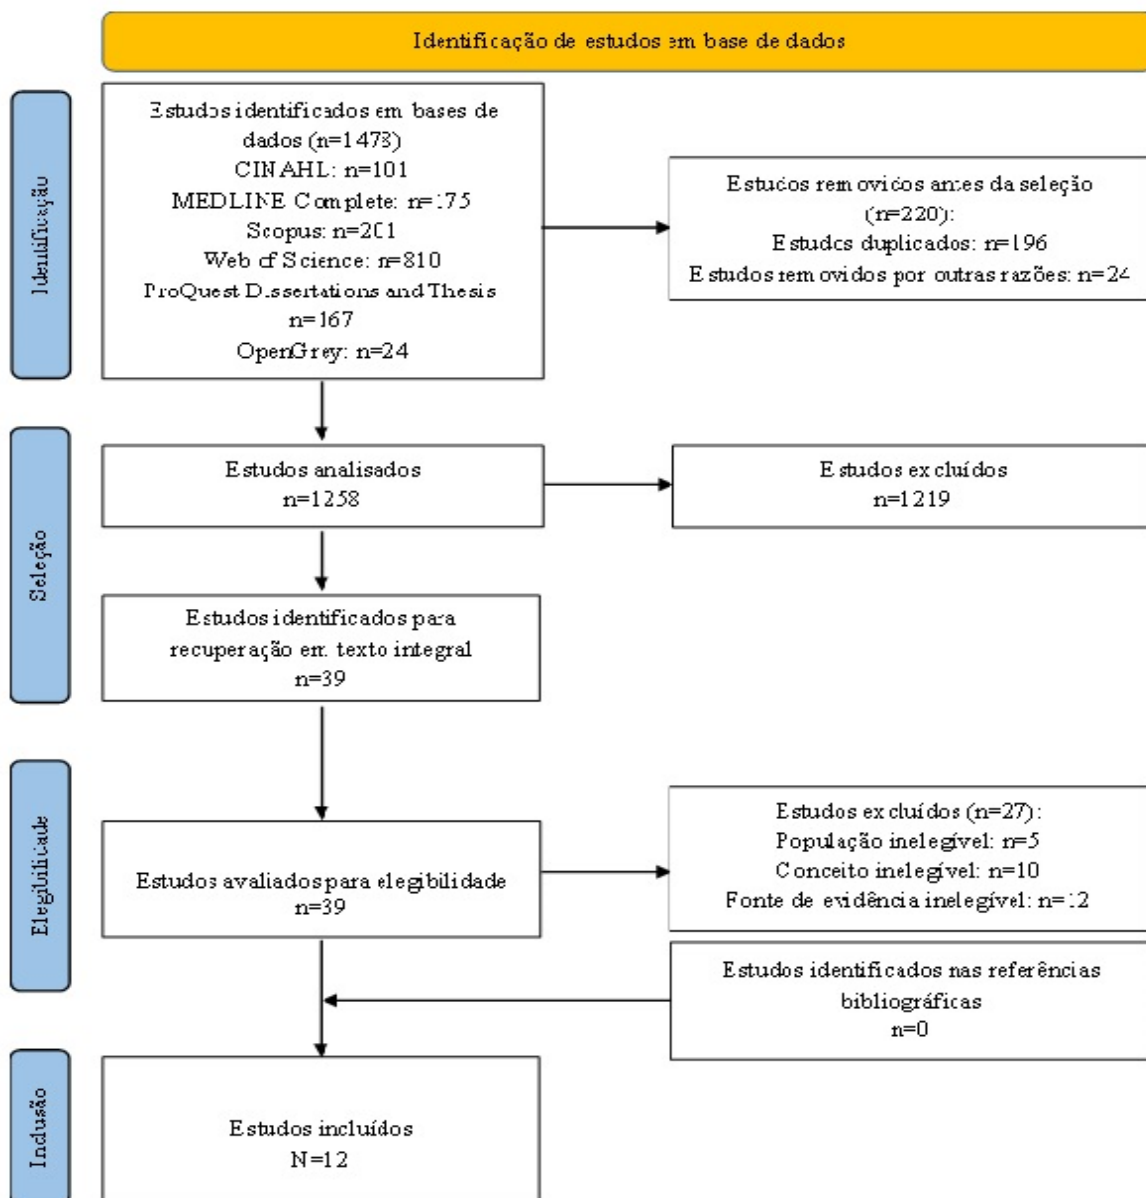 Identificação de estudos em base de dados
Identificação
Estudos identificados em bases de
dados (n=1478)
CINAHL: n=101
MEDLINE Complete: n=175
Scopus: n=201
Web of Science: n=810
ProQuest Dissertations and Thesis
n=167
OpenGrey: n=24
Estudos removidos antes da seleção
(n=220):
Estudos duplicados: n=196
Estudos removidos por outras razões: n=24
Seleção
Estudos analisados
n=1258
Estudos excluídos
n=1219
Estudos identificados para
recuperação em texto integral
n=39
Elegibilidade
Estudos avaliados para elegibilidade
n=39
Estudos excluídos (n=27):
População inelegível: n=5
Conceito inelegível: n=10
Fonte de evidência inelegível: n=12
Estudos identificados nas referências
bibliográficas
n=0
Inclusão
Estudos incluídos
N=12